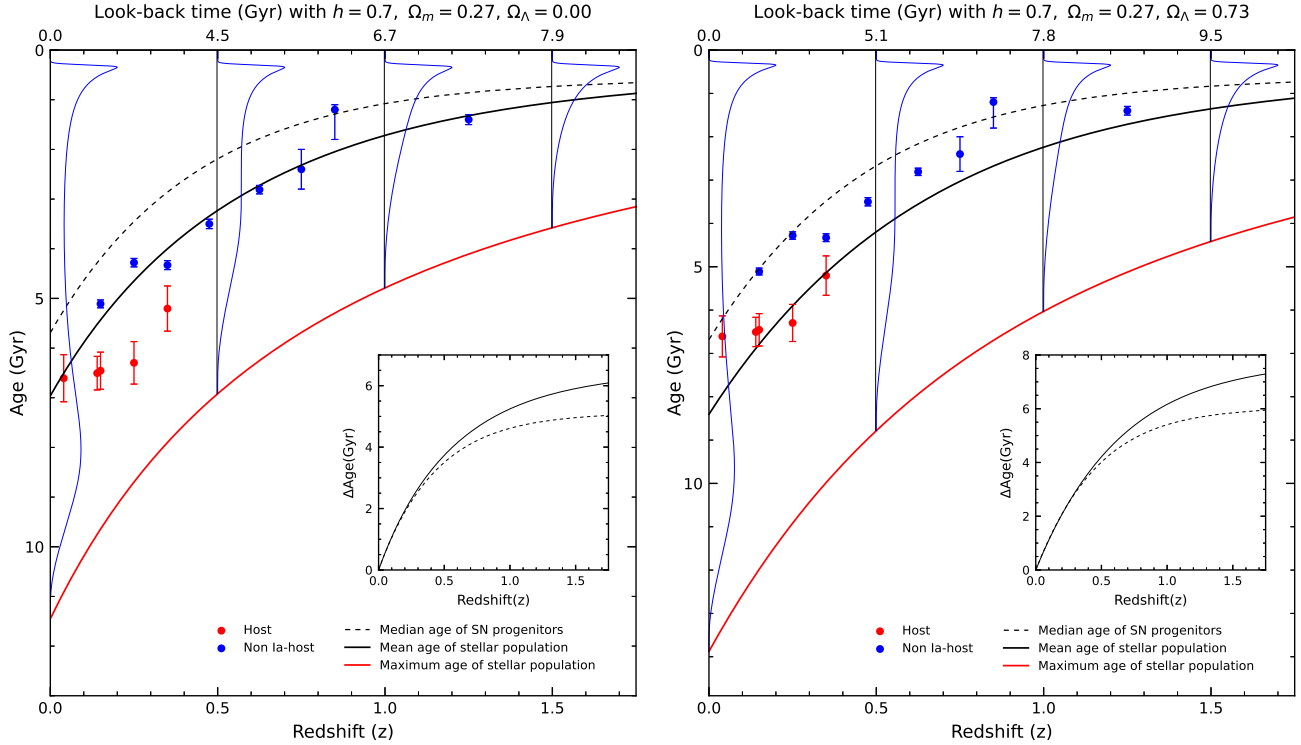 Look-back time (Gyr) with h = 0.7, Ωm = 0.27, ΩΛ = 0.00
0.0 4.5 6.7 7.9
0
5
10
Age (Gyr)
0.0 0.5 1.0 1.5
Redshift (z)
6
4
2
0
ΔAge(Gyr)
0.0 0.5 1.0 1.5
Redshift(z)
Host
Non Ia-host
Median age of SN progenitors
Mean age of stellar population
Maximum age of stellar population
Look-back time (Gyr) with h = 0.7, Ωm = 0.27, ΩΛ = 0.73
0.0 5.1 7.8 9.5
0
5
10
Age (Gyr)
0.0 0.5 1.0 1.5
Redshift (z)
8
6
4
2
0
ΔAge(Gyr)
0.0 0.5 1.0 1.5
Redshift(z)
Host
Non Ia-host
Median age of SN progenitors
Mean age of stellar population
Maximum age of stellar population